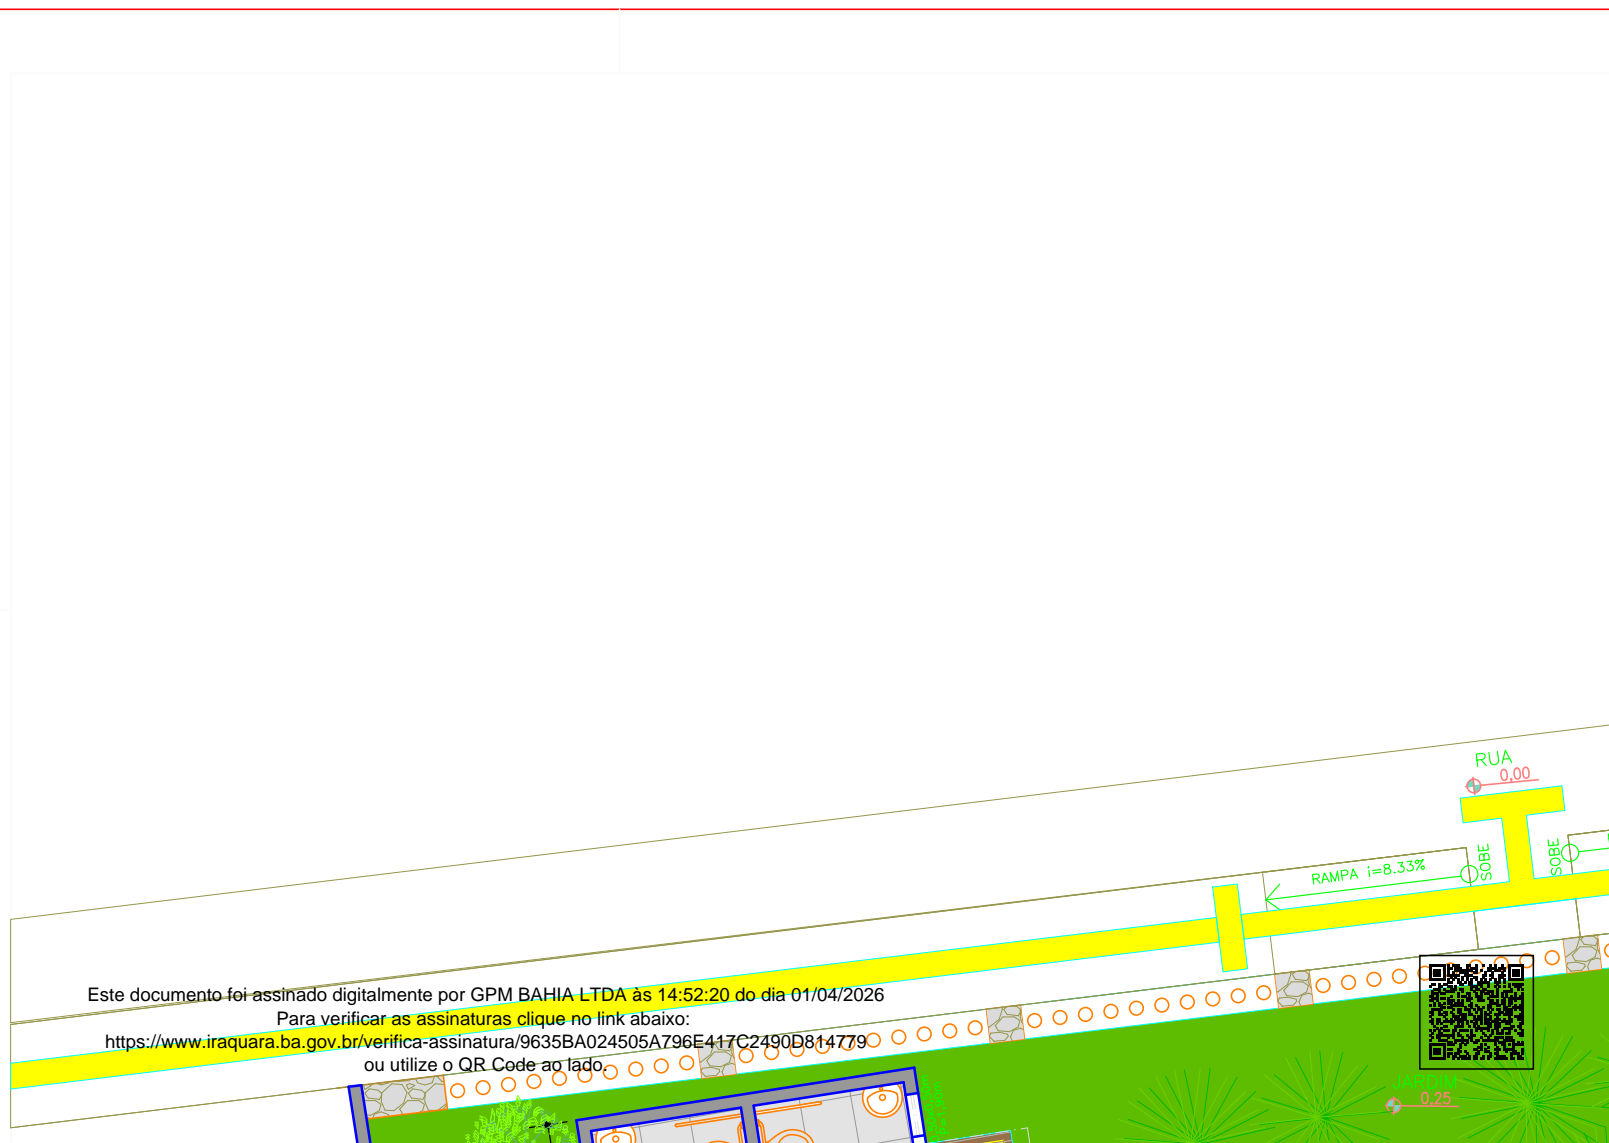 RUA
0,00
SOBE
SOBE
RAMPA i=8.33%
Este documento foi assinado digitalmente por GPM BAHIA LTDA às 14:52:20 do dia 01/04/2026
Para verificar as assinaturas clique no link abaixo:
https://www.iraquara.ba.gov.br/verifica-assinatura/9635BA024505A796E417C2490D814779
ou utilize o QR Code ao lado.
JARDIM
0,25